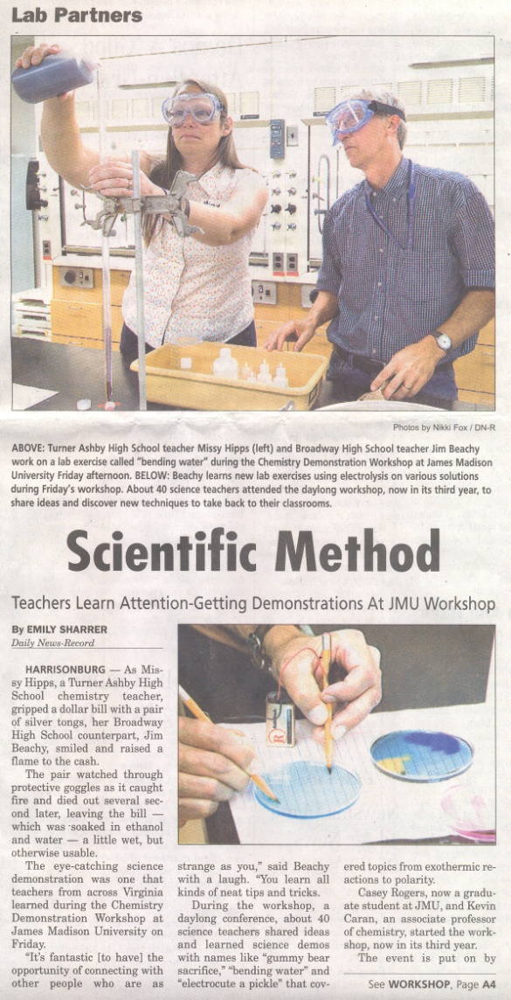 Lab Partners
Photos by Nikki Fox / DN-R
ABOVE: Turner Ashby High School teacher Missy Hipps (left) and Broadway High School teacher Jim Beachy
work on a lab exercise called "bending water" during the Chemistry Demonstration Workshop at James Madison
University Friday afternoon. BELOW: Beachy learns new lab exercises using electrolysis on various solutions
during Friday's workshop. About 40 science teachers attended the daylong workshop, now in its third year, to
share ideas and discover new techniques to take back to their classrooms.
Scientific Method
Teachers Learn Attention-Getting Demonstrations At JMU Workshop
By EMILY SHARRER
Daily News-Record
HARRISONBURG — As Mis-
sy Hipps, a Turner Ashby High
School chemistry teacher,
gripped a dollar bill with a pair
of silver tongs, her Broadway
High School counterpart, Jim
Beachy, smiled and raised a
flame to the cash.
The pair watched through
protective goggles as it caught
fire and died out several sec-
ond later, leaving the bill —
which was soaked in ethanol
and water — a little wet, but
otherwise usable.
The eye-catching science
demonstration was one that
teachers from across Virginia
learned during the Chemistry
Demonstration Workshop at
James Madison University on
Friday.
"It's fantastic [to have] the
opportunity of connecting with
other people who are as
strange as you," said Beachy
with a laugh. "You learn all
kinds of neat tips and tricks.
During the workshop, a
daylong conference, about 40
science teachers shared ideas
and learned science demos
with names like "gummy bear
sacrifice," "bending water" and
"electrocute a pickle" that cov-
ered topics from exothermic re-
actions to polarity.
Casey Rogers, now a gradu-
ate student at JMU, and Kevin
Caran, an associate professor
of chemistry, started the work-
shop, now in its third year.
The event is put on by
See WORKSHOP, Page A4